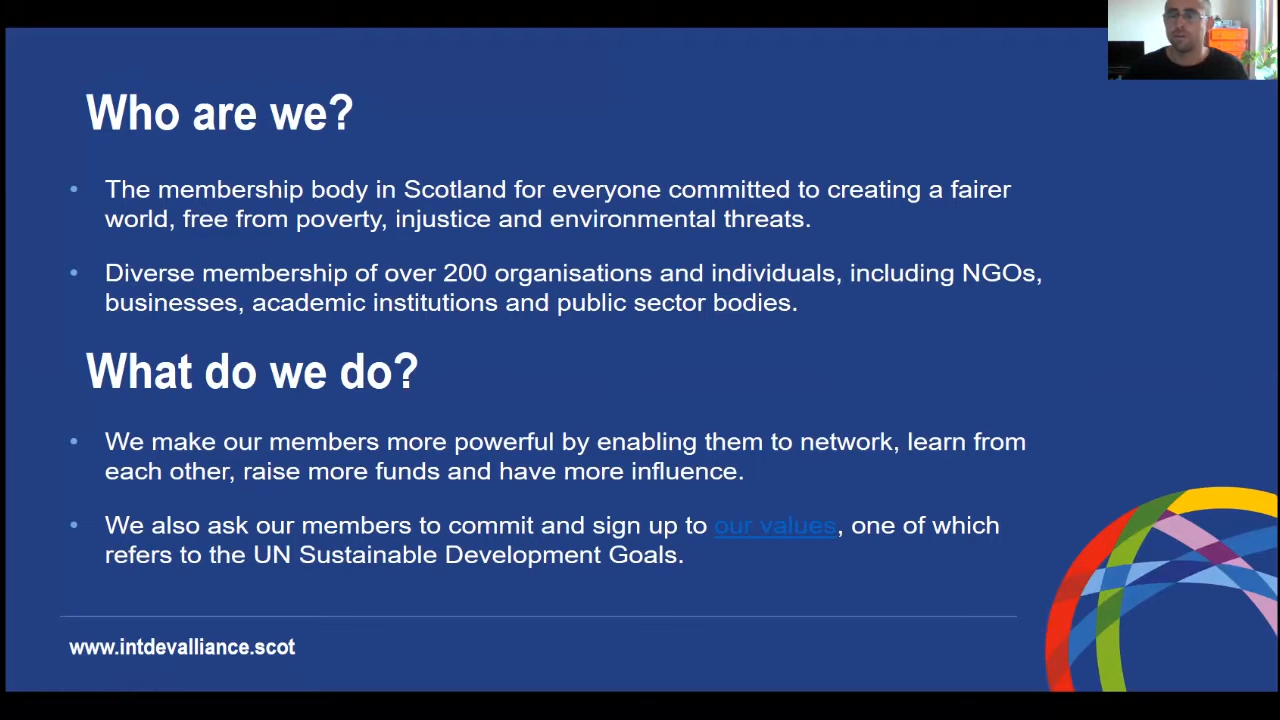 Who are we?
• The membership body in Scotland for everyone committed to creating a fairer
world, free from poverty, injustice and environmental threats.
• Diverse membership of over 200 organisations and individuals, including NGOs,
businesses, academic institutions and public sector bodies.
What do we do?
• We make our members more powerful by enabling them to network, learn from
each other, raise more funds and have more influence.
• We also ask our members to commit and sign up to our values, one of which
refers to the UN Sustainable Development Goals.
www.intdevalliance.scot